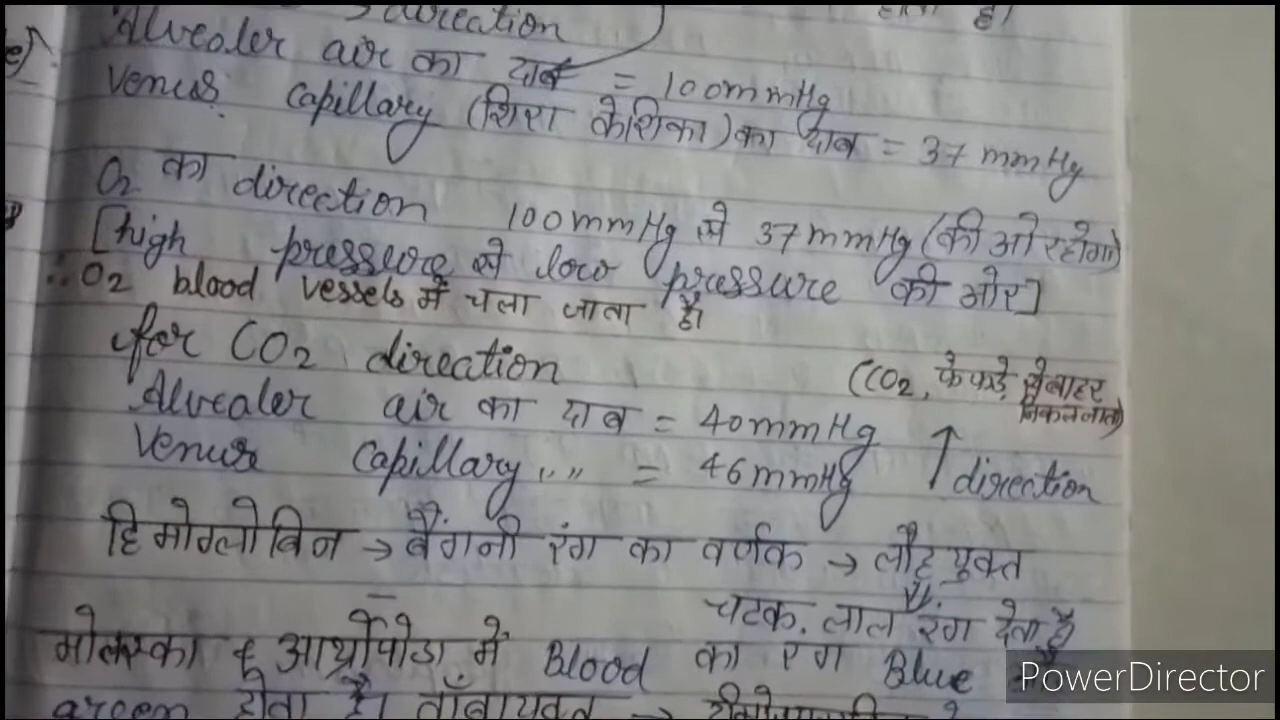 direction
Alvealer air का दाब = 100mmHg
Venus Capillary (शिरा केशिका) का दाब = 37 mmHg
O2 का direction 100mmHg से 37mmHg (की ओर होगा)
[high pressure से low pressure की ओर]
∴ O2 blood vessels में चला जाता है।
for CO2 direction
(CO2, फेफड़े से बाहर
निकल जाता)
Alvealer air का दाब = 40mmHg
Venus Capillary ,, ,, = 46mmHg ↑ direction
हिमोग्लोबिन → बैंगनी रंग का वर्णक → लौह युक्त
चटक लाल रंग देता है
मोलस्का & आर्थ्रोपोडा में Blood का रंग Blue
green होता है। ताँबायुक्त →
PowerDirector